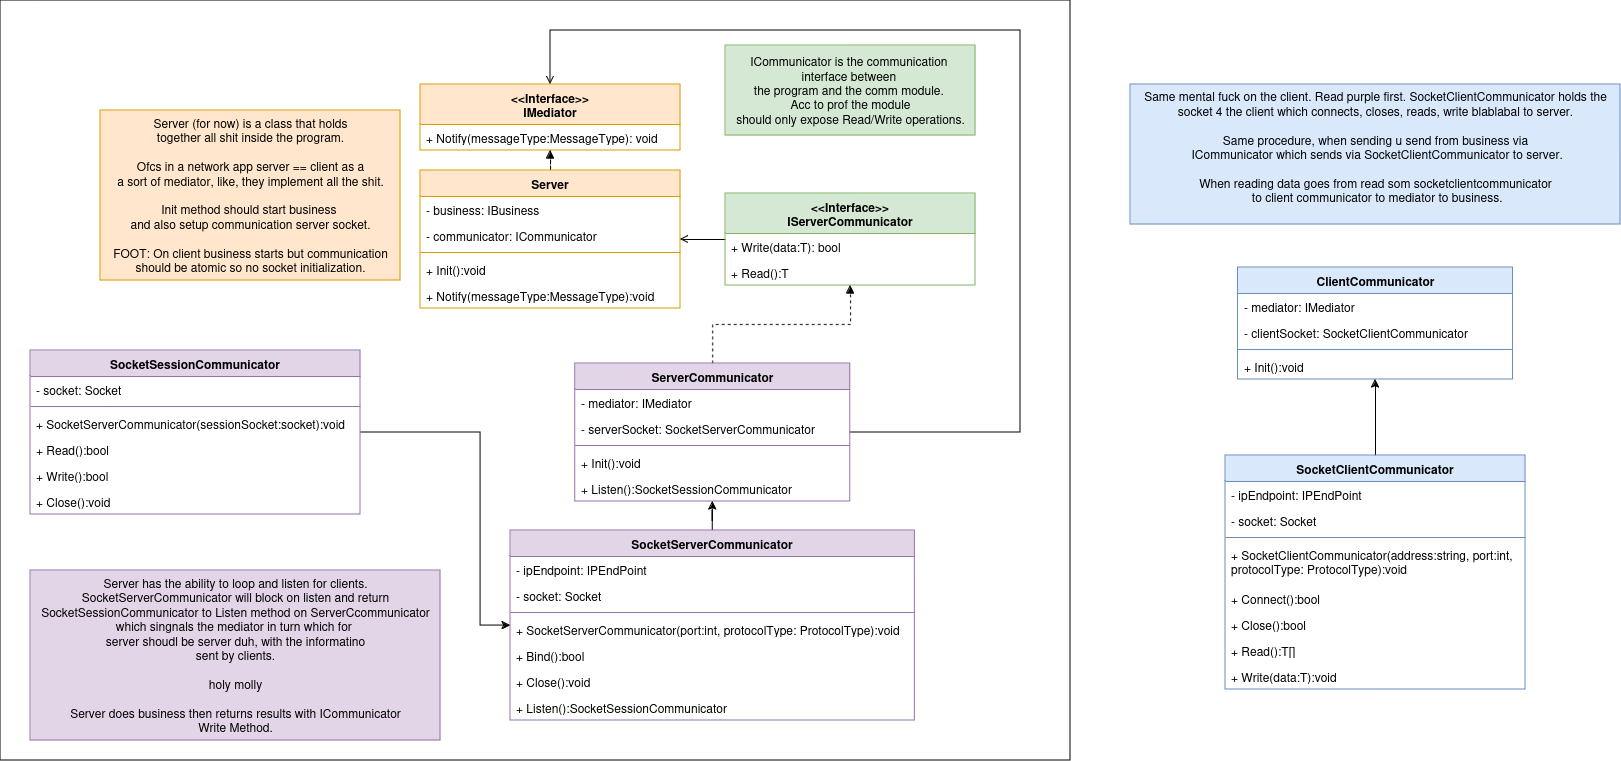 Server (for now) is a class that holds
together all shit inside the program.
Ofcs in a network app server == client as a
a sort of mediator, like, they implement all the shit.
Init method should start business
and also setup communication server socket.
FOOT: On client business starts but communication
should be atomic so no socket initialization.
<<Interface>>
IMediator
+ Notify(messageType:MessageType): void
Server
- business: IBusiness
- communicator: ICommunicator
+ Init():void
+ Notify(messageType:MessageType):void
ICommunicator is the communication
interface between
the program and the comm module.
Acc to prof the module
should only expose Read/Write operations.
<<Interface>>
IServerCommunicator
+ Write(data:T): bool
+ Read():T
SocketSessionCommunicator
- socket: Socket
+ SocketServerCommunicator(sessionSocket:socket):void
+ Read():bool
+ Write():bool
+ Close():void
ServerCommunicator
- mediator: IMediator
- serverSocket: SocketServerCommunicator
+ Init():void
+ Listen():SocketSessionCommunicator
SocketServerCommunicator
- ipEndpoint: IPEndPoint
- socket: Socket
+ SocketServerCommunicator(port:int, protocolType: ProtocolType):void
+ Bind():bool
+ Close():void
+ Listen():SocketSessionCommunicator
Server has the ability to loop and listen for clients.
SocketServerCommunicator will block on listen and return
SocketSessionCommunicator to Listen method on ServerCcommunicator
which singnals the mediator in turn which for
server shoudl be server duh, with the informatino
sent by clients.
holy molly
Server does business then returns results with ICommunicator
Write Method.
Same mental fuck on the client. Read purple first. SocketClientCommunicator holds the
socket 4 the client which connects, closes, reads, write blablabal to server.
Same procedure, when sending u send from business via
ICommunicator which sends via SocketClientCommunicator to server.
When reading data goes from read som socketclientcommunicator
to client communicator to mediator to business.
ClientCommunicator
- mediator: IMediator
- clientSocket: SocketClientCommunicator
+ Init():void
SocketClientCommunicator
- ipEndpoint: IPEndPoint
- socket: Socket
+ SocketClientCommunicator(address:string, port:int,
protocolType: ProtocolType):void
+ Connect():bool
+ Close():bool
+ Read():T[]
+ Write(data:T):void